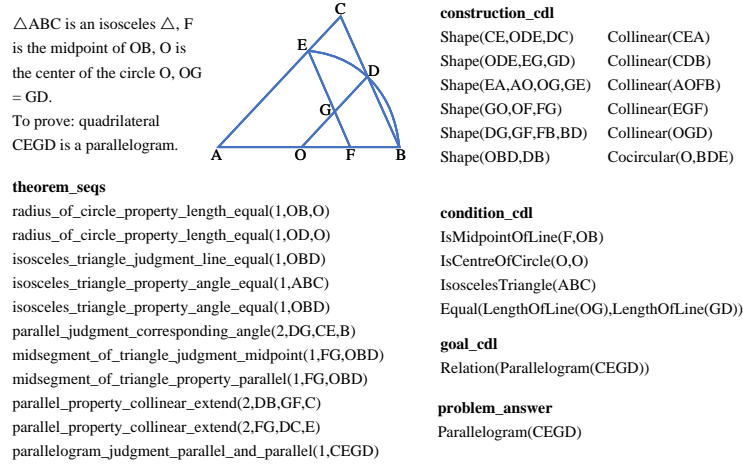 △ABC is an isosceles △, F
is the midpoint of OB, O is
the center of the circle O, OG
= GD.
To prove: quadrilateral
CEGD is a parallelogram.
C
E
D
G
A
O
F
B
construction_cdl
Shape(CE,ODE,DC) Collinear(CEA)
Shape(ODE,EG,GD) Collinear(CDB)
Shape(EA,AO,OG,GE) Collinear(AOFB)
Shape(GO,OF,FG) Collinear(EGF)
Shape(DG,GF,FB,BD) Collinear(OGD)
Shape(OBD,DB) Cocircular(O,BDE)
theorem_seqs
radius_of_circle_property_length_equal(1,OB,O)
radius_of_circle_property_length_equal(1,OD,O)
isosceles_triangle_judgment_line_equal(1,OBD)
isosceles_triangle_property_angle_equal(1,ABC)
isosceles_triangle_property_angle_equal(1,OBD)
parallel_judgment_corresponding_angle(2,DG,CE,B)
midsegment_of_triangle_judgment_midpoint(1,FG,OBD)
midsegment_of_triangle_property_parallel(1,FG,OBD)
parallel_property_collinear_extend(2,DB,GF,C)
parallel_property_collinear_extend(2,FG,DC,E)
parallelogram_judgment_parallel_and_parallel(1,CEGD)
condition_cdl
IsMidpointOfLine(F,OB)
IsCentreOfCircle(O,O)
IsoscelesTriangle(ABC)
Equal(LengthOfLine(OG),LengthOfLine(GD))
goal_cdl
Relation(Parallelogram(CEGD))
problem_answer
Parallelogram(CEGD)